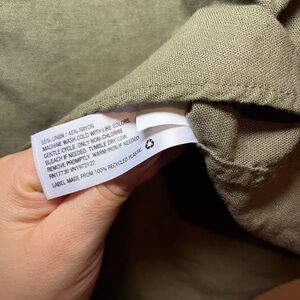 55% LINEN / 45% RAYON
MACHINE WASH COLD WITH LIKE COLORS
GENTLE CYCLE. ONLY NON-CHLORINE
BLEACH IF NEEDED. TUMBLE DRY LOW.
REMOVE PROMPTLY. WARM IRON IF NEEDED.
RN17730 VN1973122
LABEL MADE FROM 100% RECYCLED PLASTIC